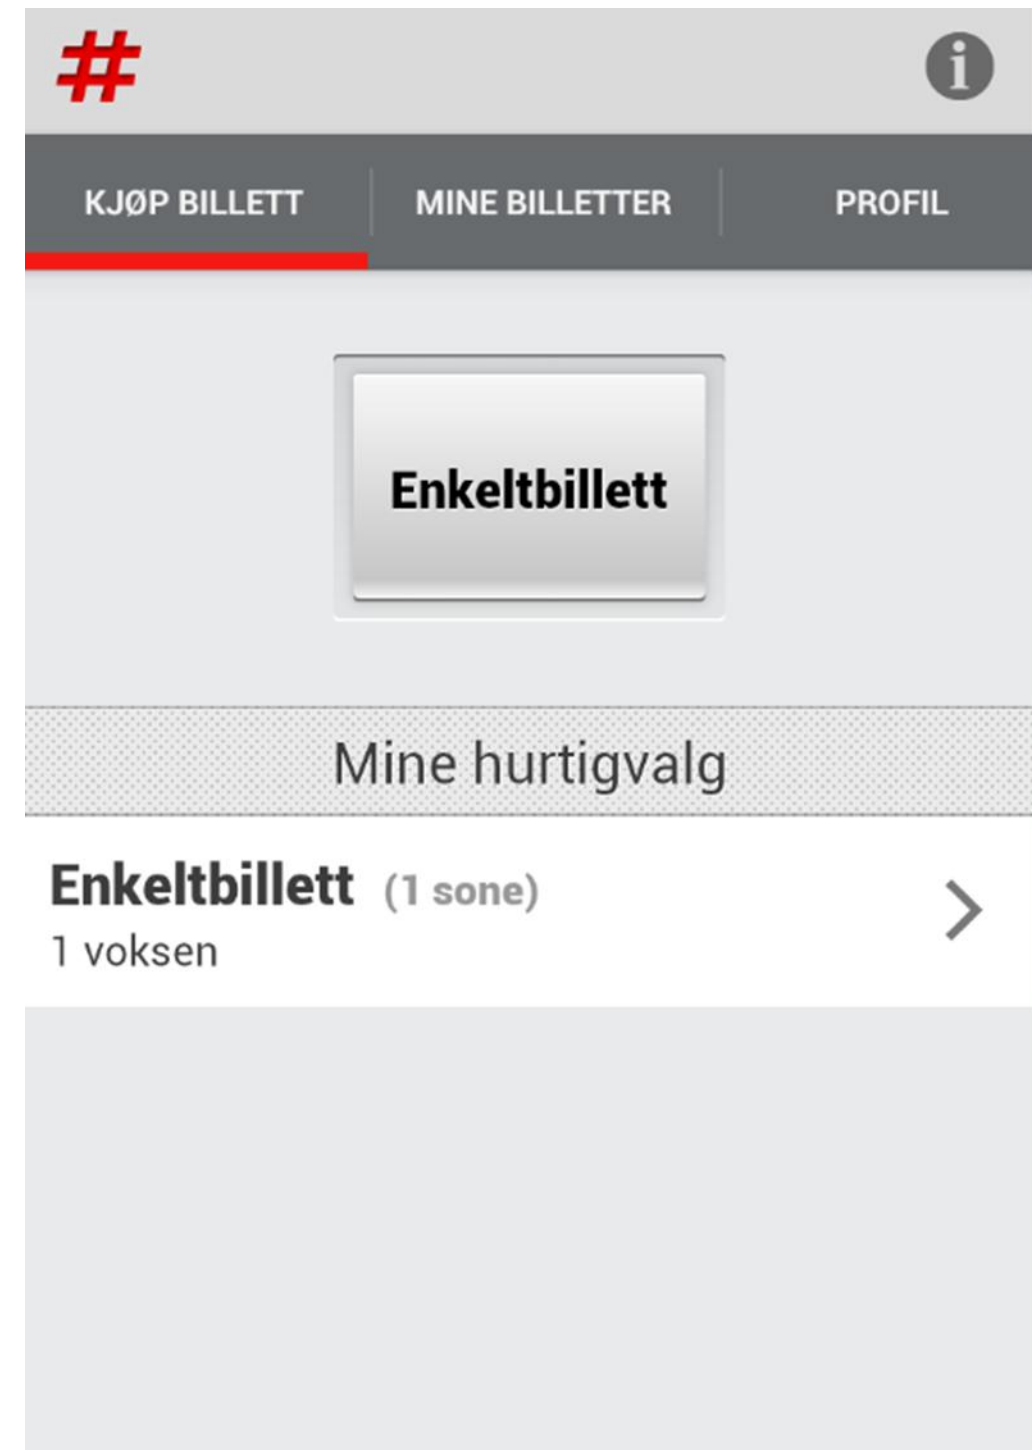 #
KJØP BILLETT
MINE BILLETTER
PROFIL
Enkeltbillett
Mine hurtigvalg
Enkeltbillett (1 sone)
1 voksen